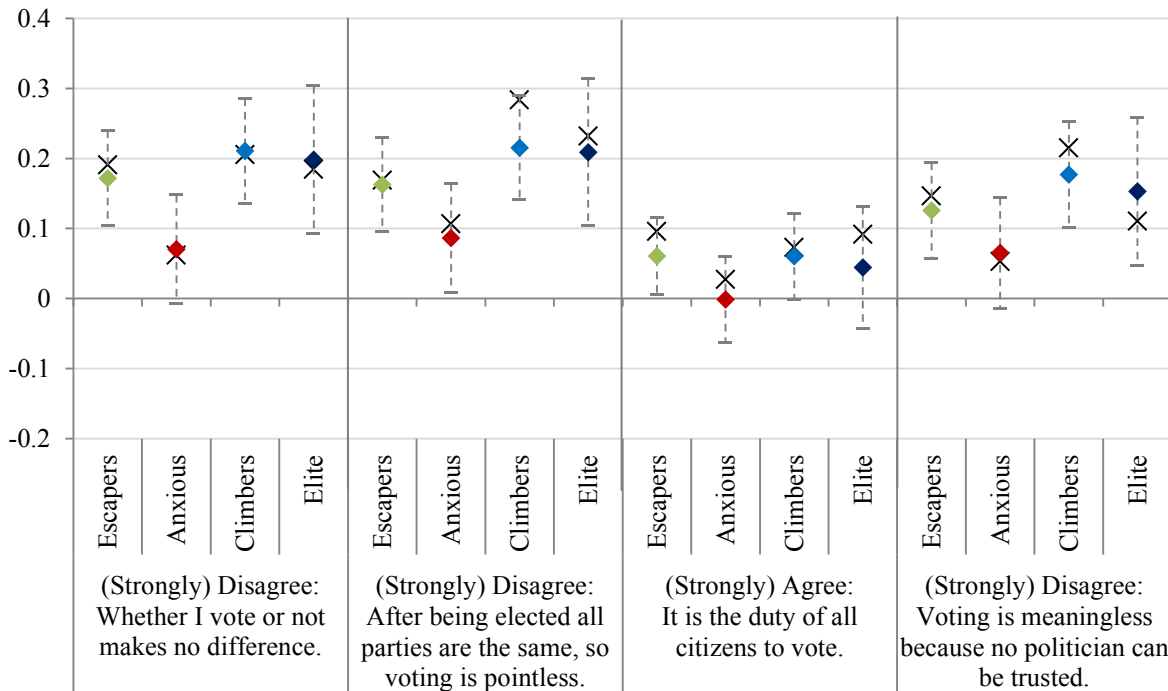 0.4
0.3
0.2
0.1
0
-0.1
-0.2
Escapers
Anxious
Climbers
Elite
Escapers
Anxious
Climbers
Elite
Escapers
Anxious
Climbers
Elite
Escapers
Anxious
Climbers
Elite
(Strongly) Disagree:
Whether I vote or not
makes no difference.
(Strongly) Disagree:
After being elected all
parties are the same, so
voting is pointless.
(Strongly) Agree:
It is the duty of all
citizens to vote.
(Strongly) Disagree:
Voting is meaningless
because no politician can
be trusted.